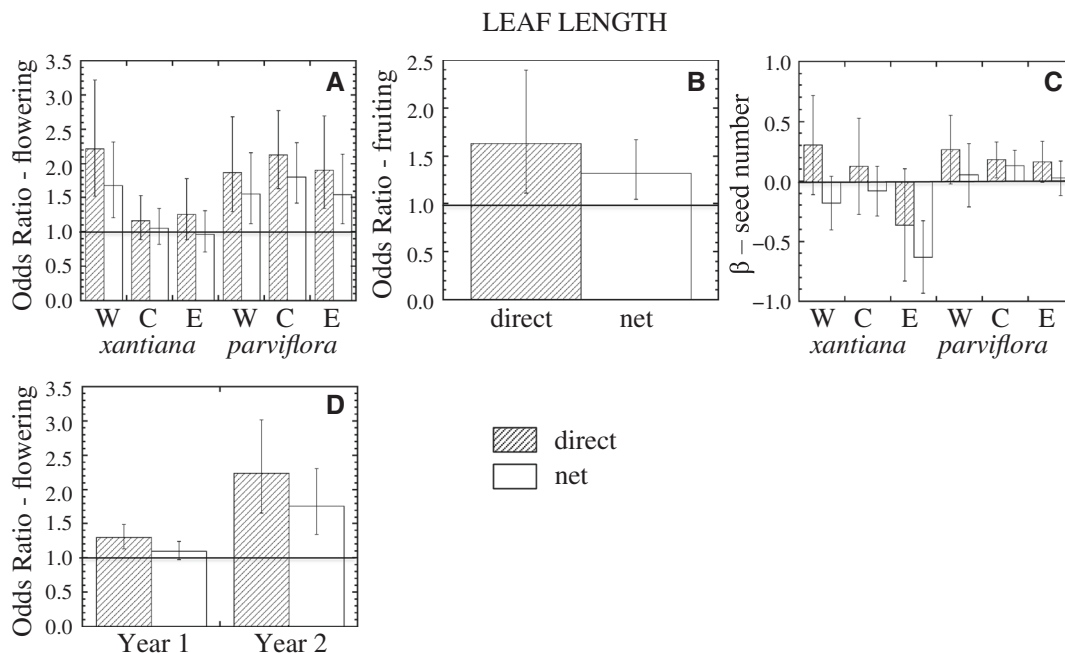 LEAF LENGTH
A
Odds Ratio - flowering
3.5
3.0
2.5
2.0
1.5
1.0
0.5
0.0
W C E W C E
xantiana parviflora
B
Odds Ratio - fruiting
2.5
2.0
1.5
1.0
0.5
0.0
direct net
C
β – seed number
1.0
0.5
0.0
−0.5
−1.0
W C E W C E
xantiana parviflora
D
Odds Ratio - flowering
3.5
3.0
2.5
2.0
1.5
1.0
0.5
0.0
Year 1 Year 2
direct
net